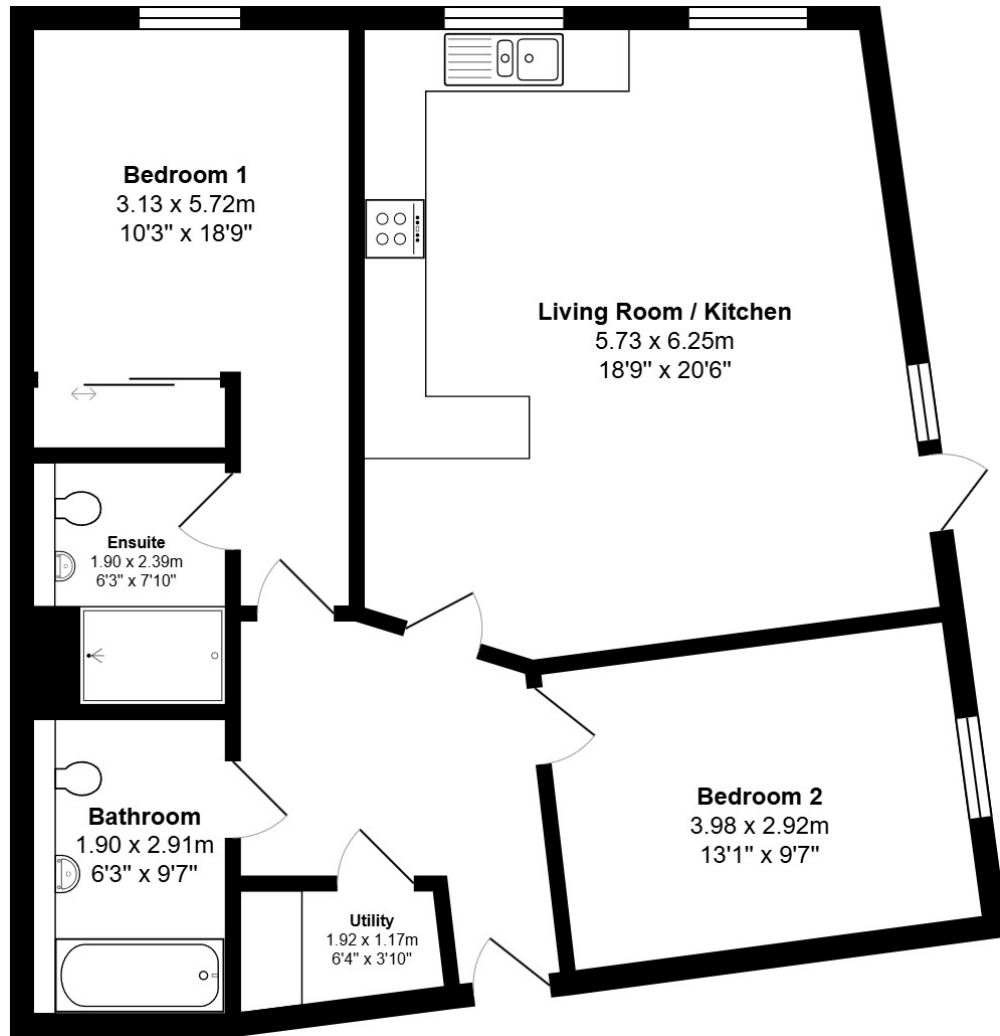 Bedroom 1
3.13 x 5.72m
10'3" x 18'9"
Living Room / Kitchen
5.73 x 6.25m
18'9" x 20'6"
Ensuite
1.90 x 2.39m
6'3" x 7'10"
Bathroom
1.90 x 2.91m
6'3" x 9'7"
Bedroom 2
3.98 x 2.92m
13'1" x 9'7"
Utility
1.92 x 1.17m
6'4" x 3'10"